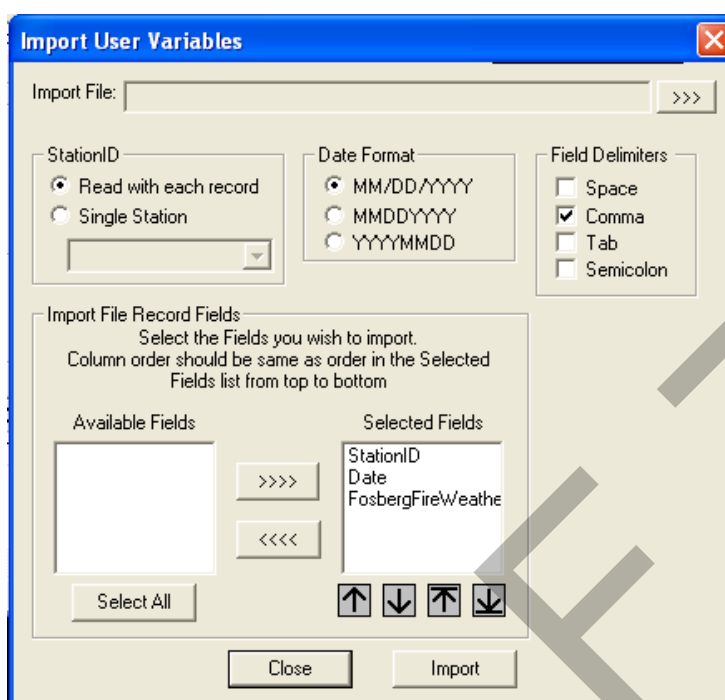 Import User Variables
Import File:
>>>
StationID
Read with each record
Single Station
Date Format
MM/DD/YYYY
MMDDYYYY
YYYYMMDD
Field Delimiters
Space
Comma
Tab
Semicolon
Import File Record Fields
Select the Fields you wish to import.
Column order should be same as order in the Selected
Fields list from top to bottom
Available Fields
>>>>
<<<<
Select All
Selected Fields
StationID
Date
FosbergFireWeathe
Close
Import